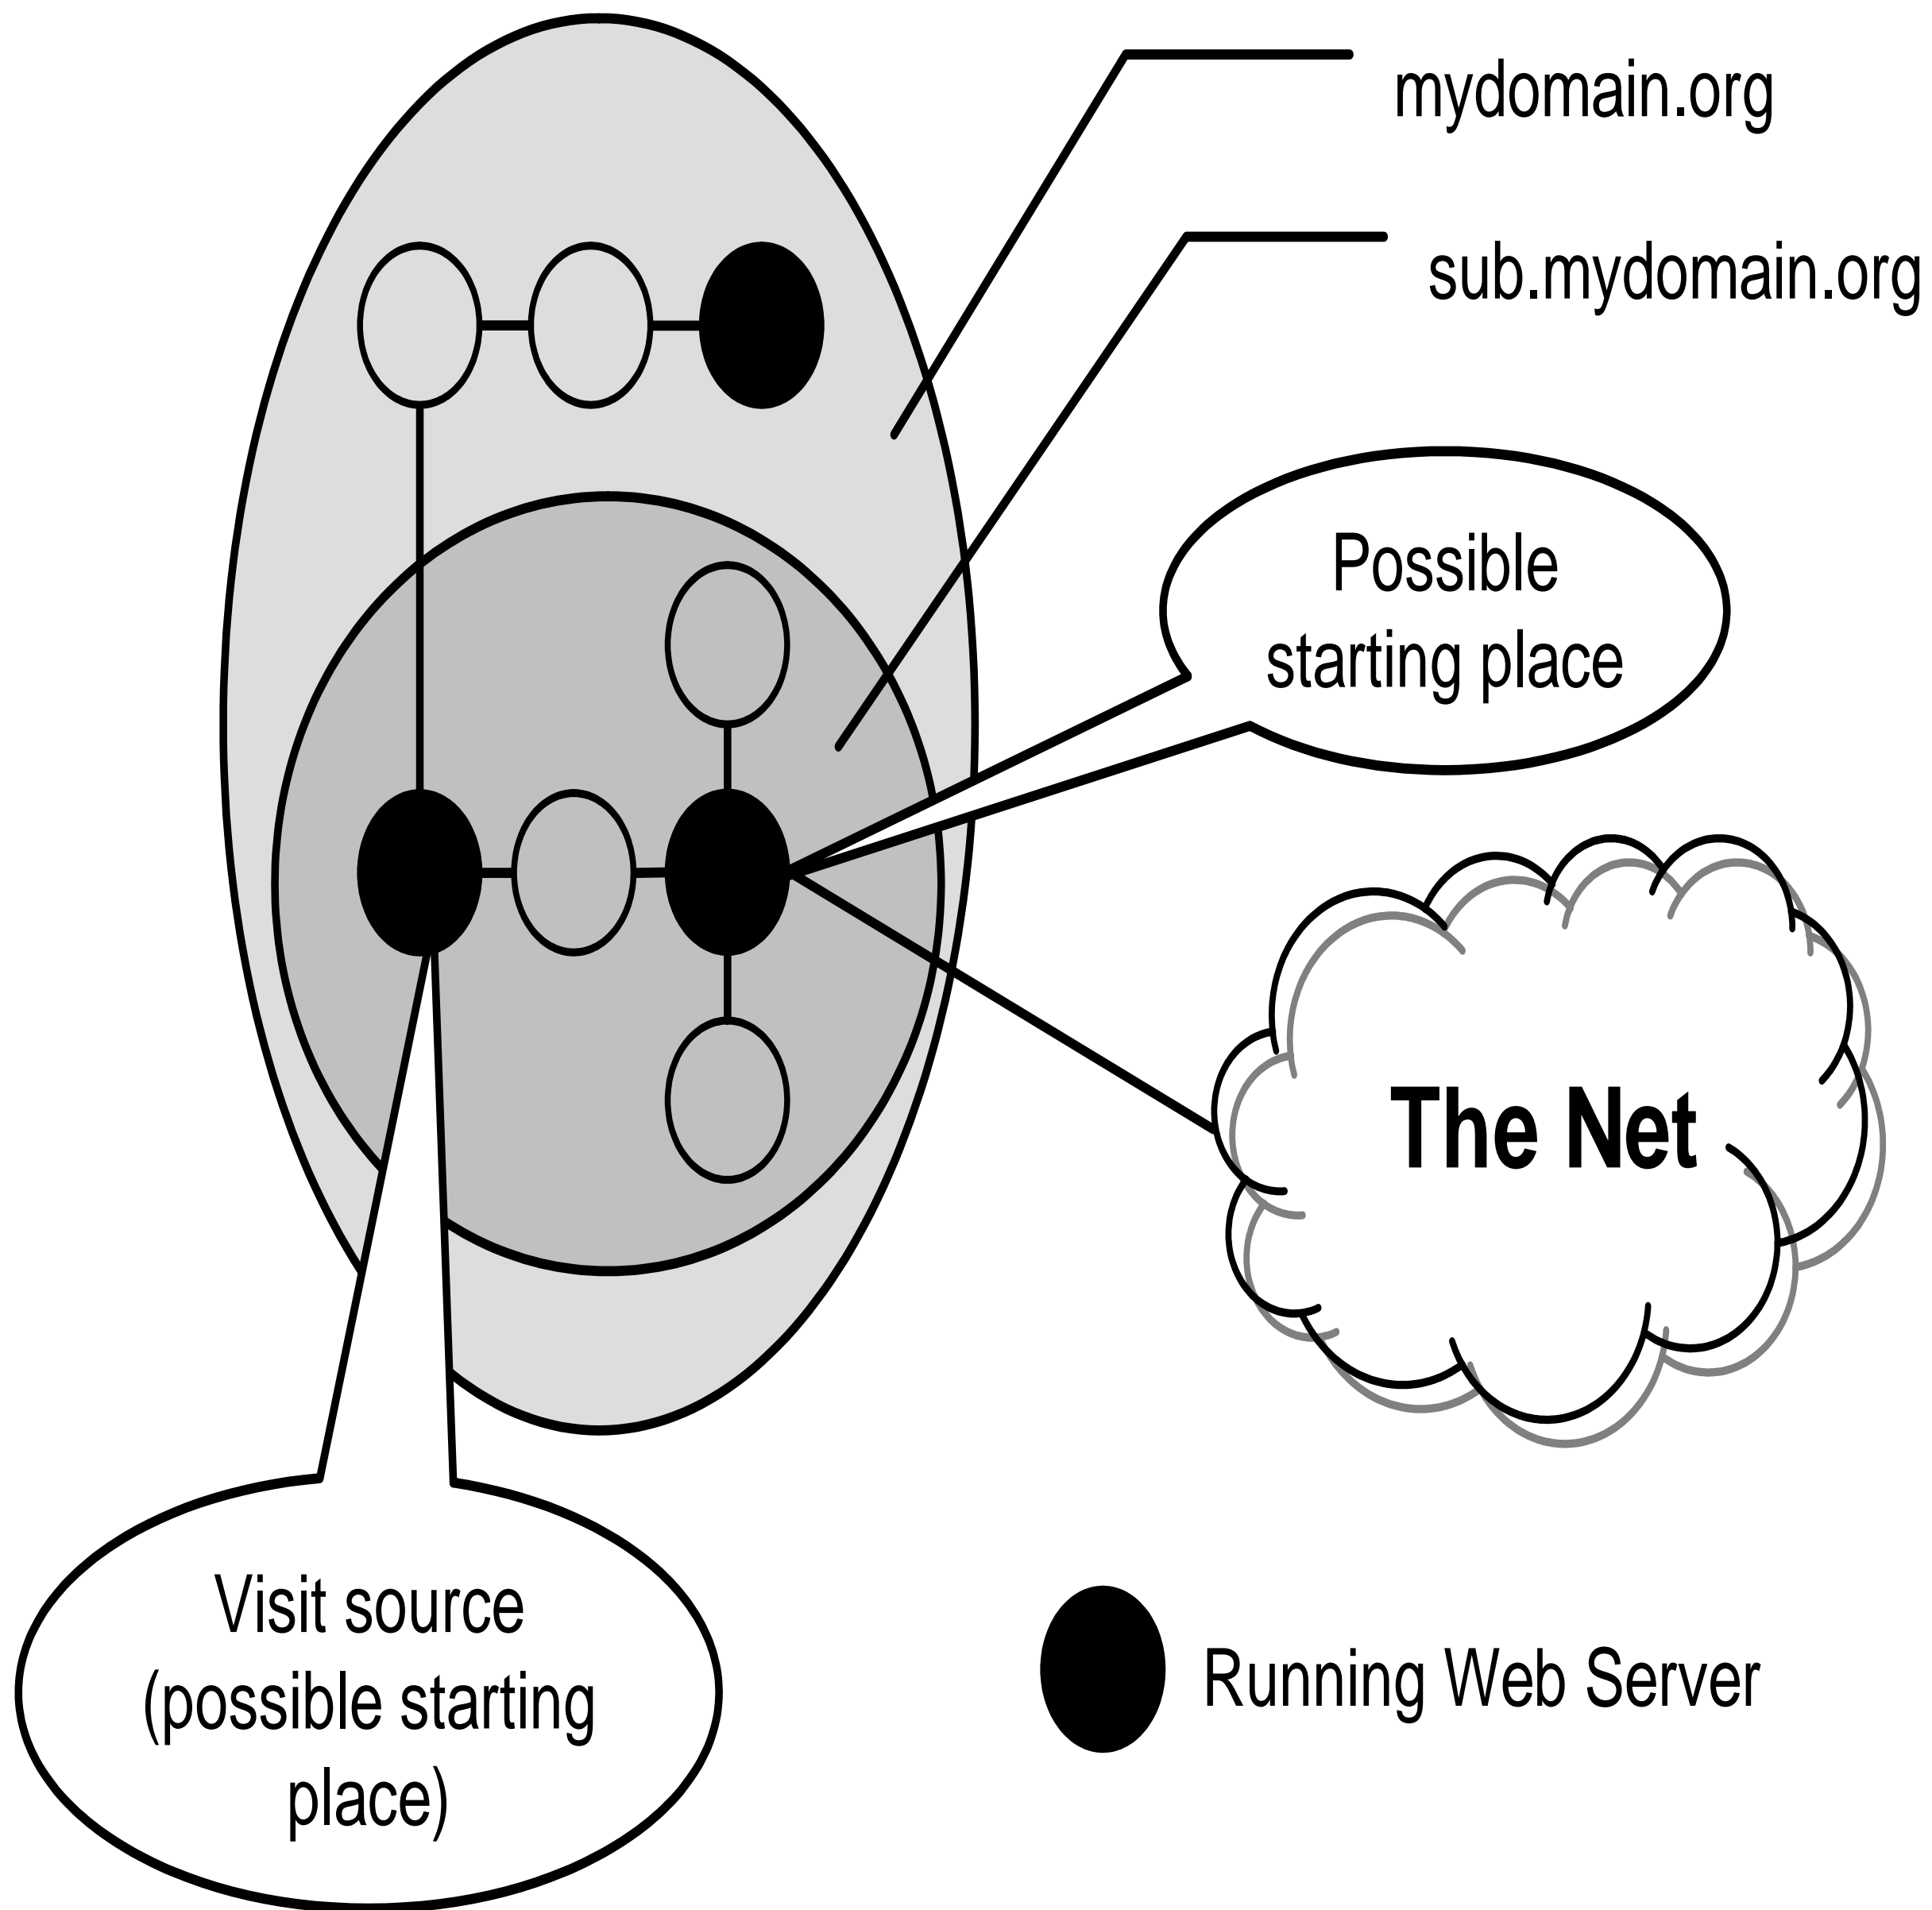 mydomain.org
sub.mydomain.org
Possible
starting place
The Net
Visit source
(possible starting
place)
Running Web Server